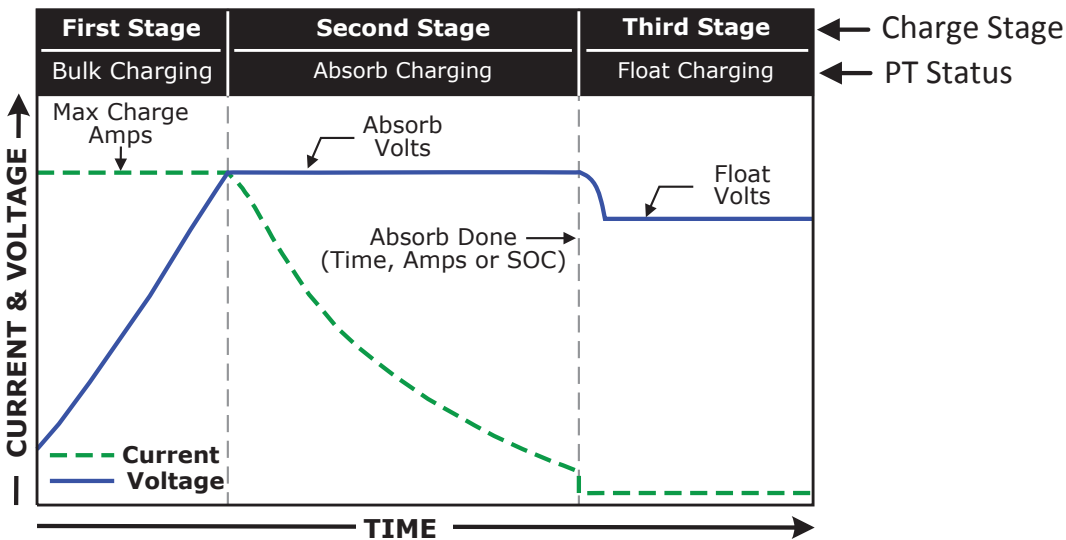 First Stage
Second Stage
Third Stage
Charge Stage
Bulk Charging
Absorb Charging
Float Charging
PT Status
Max Charge
Amps
Absorb
Volts
Float
Volts
Absorb Done
(Time, Amps or SOC)
CURRENT & VOLTAGE
Current
Voltage
TIME